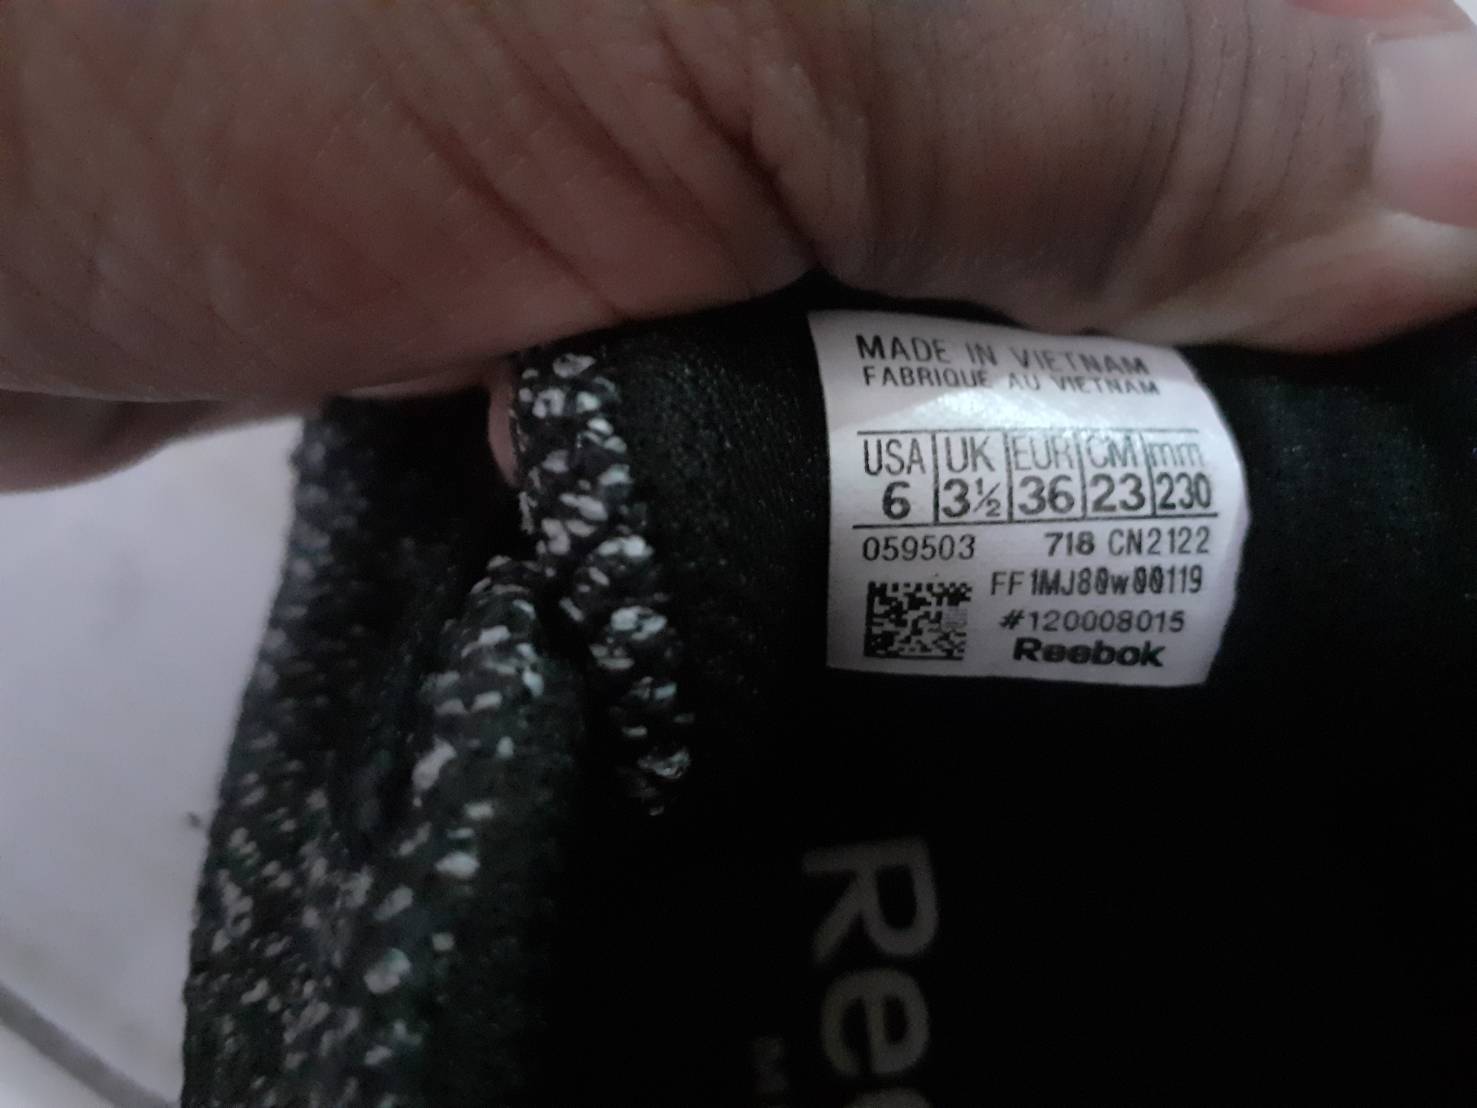 MADE IN VIETNAM
FABRIQUE AU VIETNAM
USA UK EUR CM mm
6 3½ 36 23 230
059503 718 CN2122
FF1MJ80w00119
#120008015
Reebok
Ree